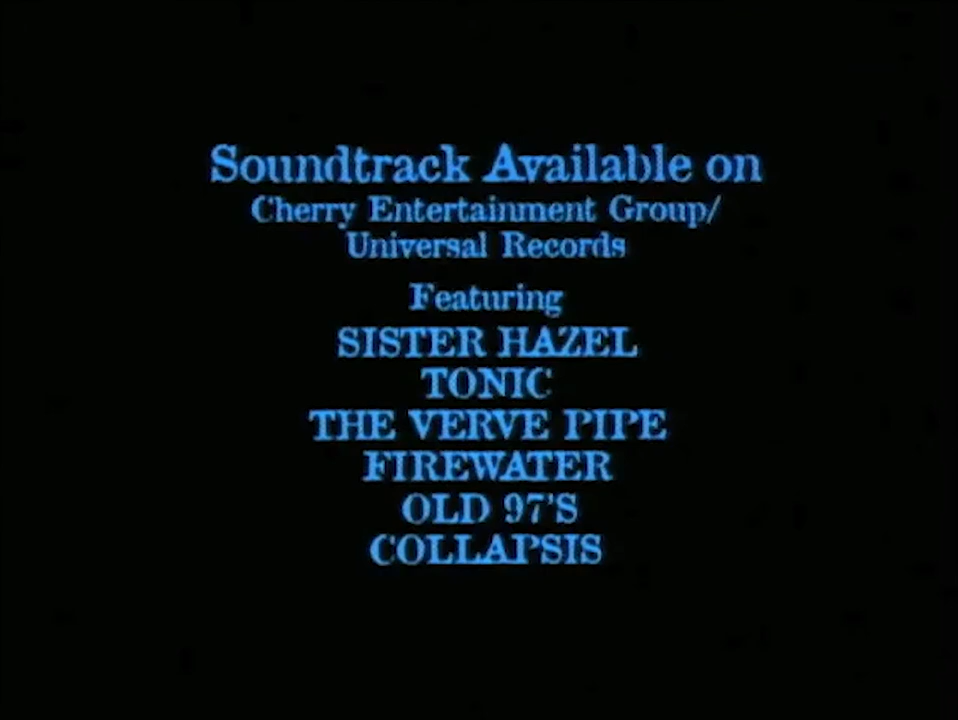 Soundtrack Available on
Cherry Entertainment Group/
Universal Records
Featuring
SISTER HAZEL
TONIC
THE VERVE PIPE
FIREWATER
OLD 97'S
COLLAPSIS